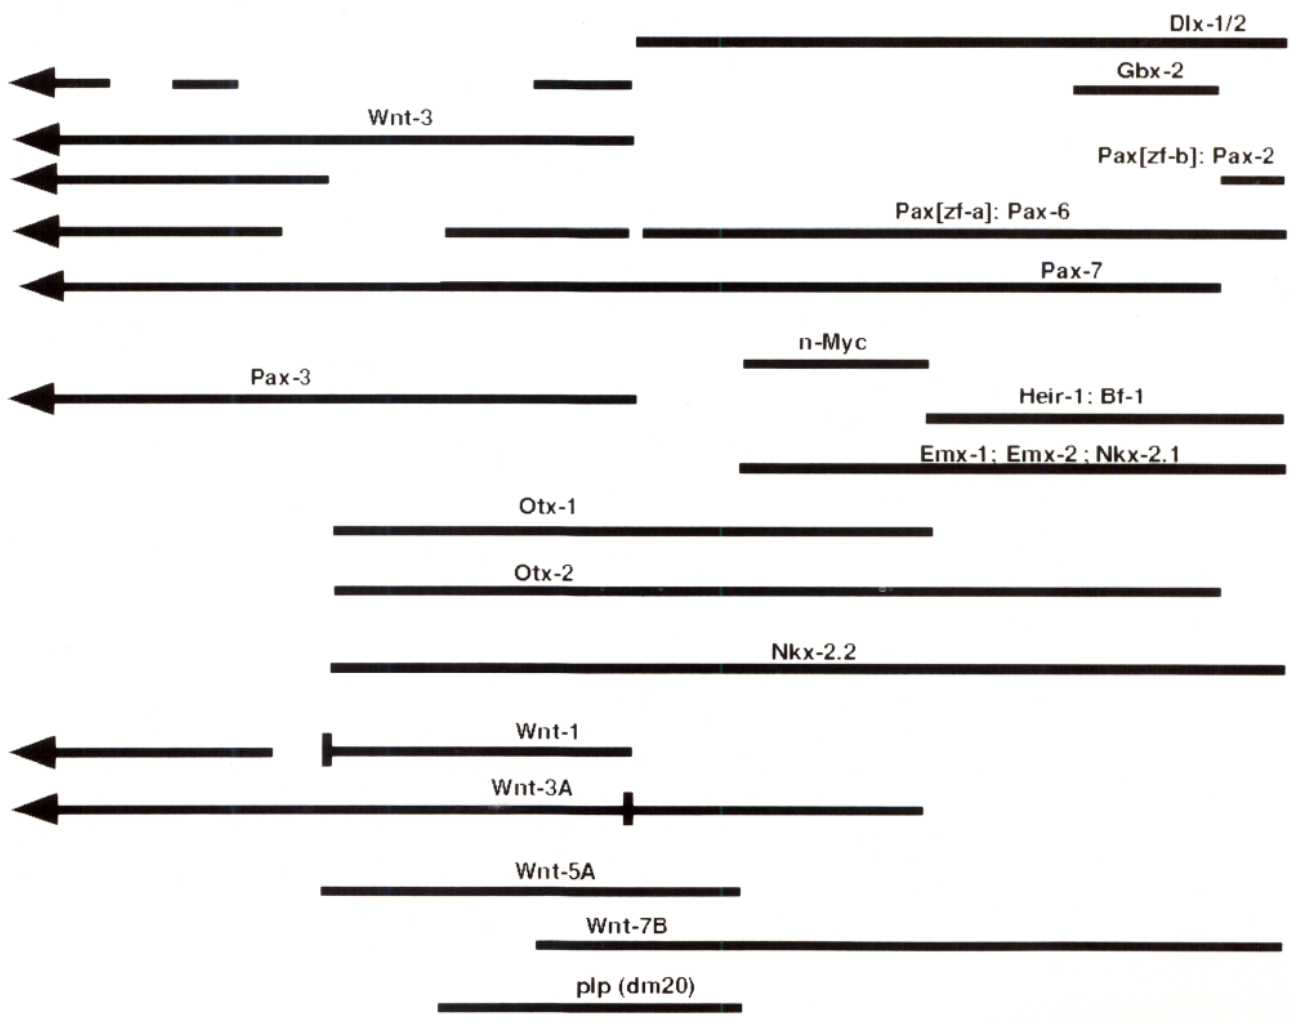 Dlx-1/2
Gbx-2
Wnt-3
Pax[zf-b]: Pax-2
Pax[zf-a]: Pax-6
Pax-7
n-Myc
Pax-3
Heir-1: Bf-1
Emx-1; Emx-2 ; Nkx-2.1
Otx-1
Otx-2
Nkx-2.2
Wnt-1
Wnt-3A
Wnt-5A
Wnt-7B
plp (dm20)